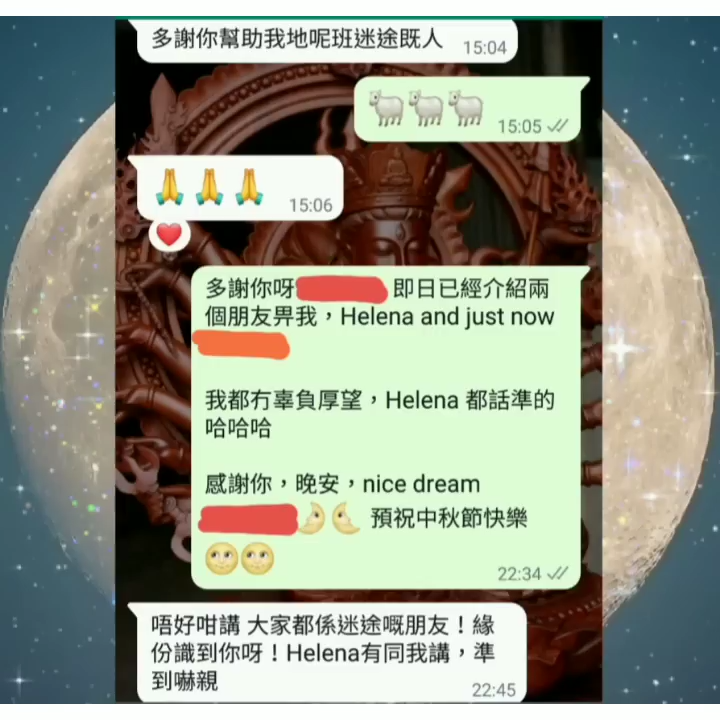 多謝你幫助我地呢班迷途既人 15:04
🐐🐐🐐 15:05
🙏🙏🙏 15:06
❤️
多謝你呀 即日已經介紹兩
個朋友畀我，Helena and just now
我都冇辜負厚望，Helena 都話準的
哈哈哈
感謝你，晚安，nice dream
🌛🌜 預祝中秋節快樂
🌝🌝
22:34
唔好咁講 大家都係迷途嘅朋友！緣
份識到你呀！Helena有同我講，準
到嚇親 22:45